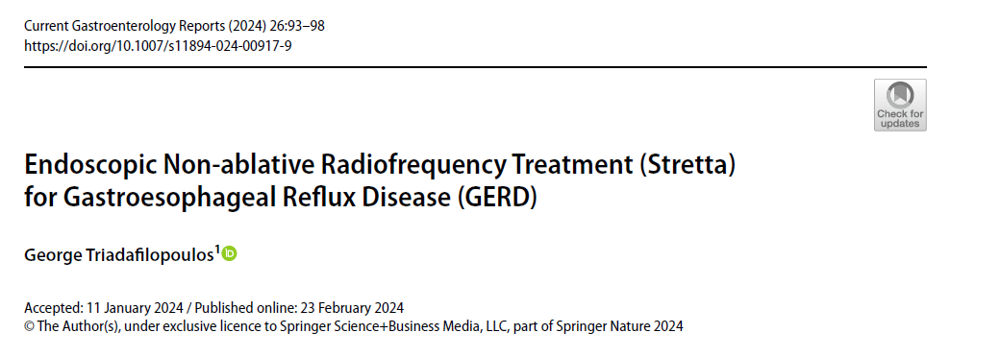 Current Gastroenterology Reports (2024) 26:93–98
https://doi.org/10.1007/s11894-024-00917-9
Check for
updates
Endoscopic Non-ablative Radiofrequency Treatment (Stretta)
for Gastroesophageal Reflux Disease (GERD)
George Triadafilopoulos1 iD
Accepted: 11 January 2024 / Published online: 23 February 2024
© The Author(s), under exclusive licence to Springer Science+Business Media, LLC, part of Springer Nature 2024